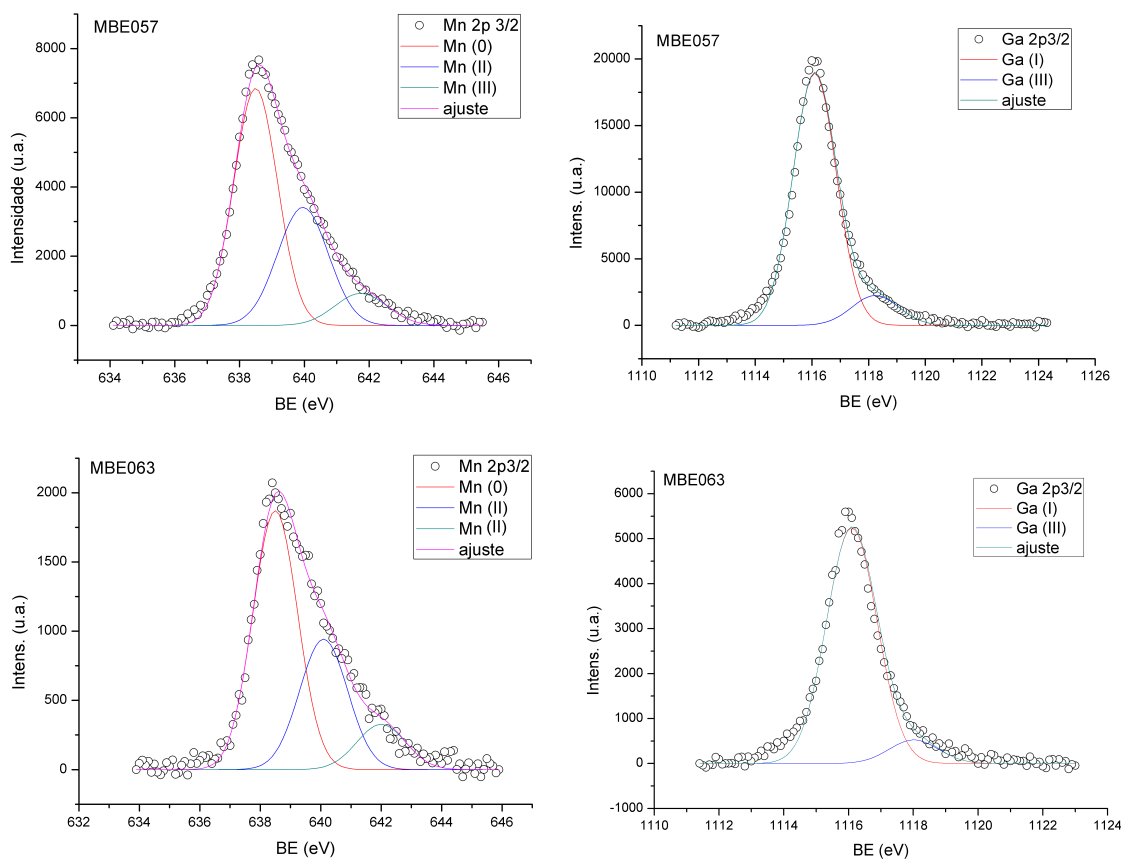 MBE057
Mn 2p 3/2
Mn (0)
Mn (II)
Mn (III)
ajuste
8000
6000
4000
2000
0
Intensidade (u.a.)
634 636 638 640 642 644 646
BE (eV)
MBE057
Ga 2p3/2
Ga (I)
Ga (III)
ajuste
20000
15000
10000
5000
0
Intens. (u.a.)
1110 1112 1114 1116 1118 1120 1122 1124 1126
BE (eV)
MBE063
Mn 2p3/2
Mn (0)
Mn (II)
Mn (II)
ajuste
2000
1500
1000
500
0
Intens. (u.a.)
632 634 636 638 640 642 644 646
BE (eV)
MBE063
Ga 2p3/2
Ga (I)
Ga (III)
ajuste
6000
5000
4000
3000
2000
1000
0
-1000
Intens. (u.a.)
1110 1112 1114 1116 1118 1120 1122 1124
BE (eV)